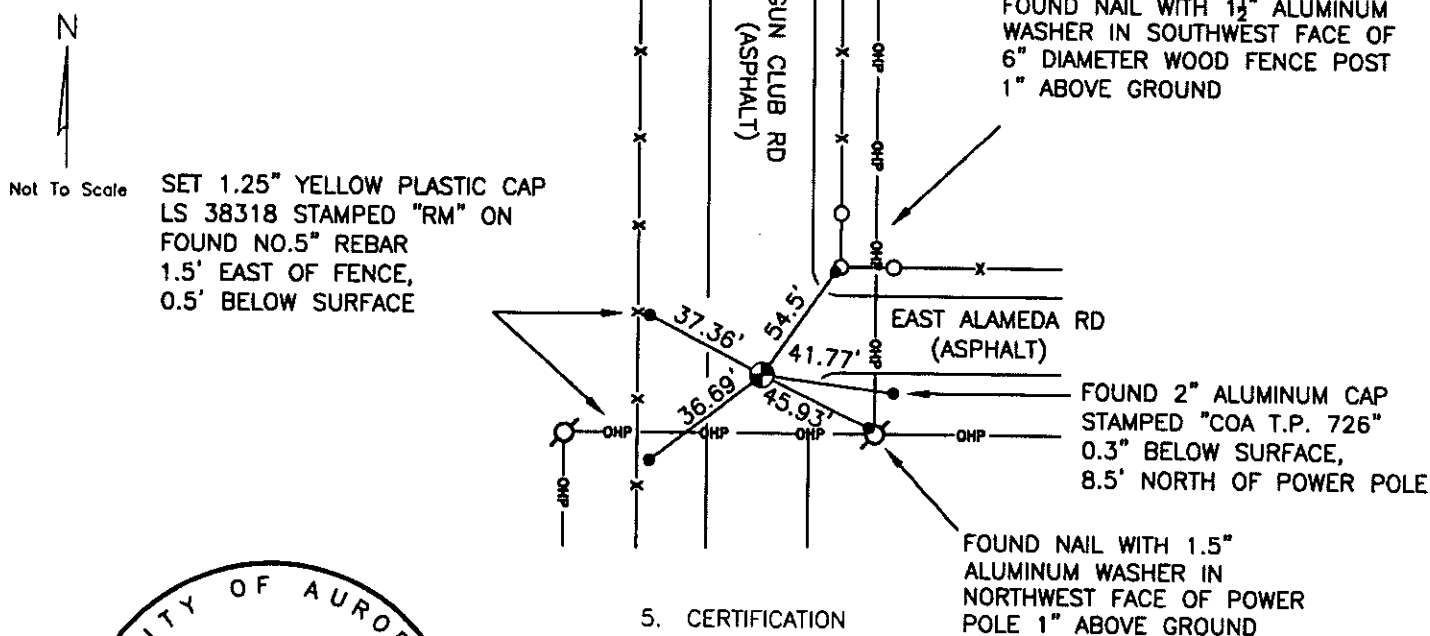 N
Not To Scale
GUN CLUB RD
(ASPHALT)
FOUND NAIL WITH 1½" ALUMINUM
WASHER IN SOUTHWEST FACE OF
6" DIAMETER WOOD FENCE POST
1" ABOVE GROUND
SET 1.25" YELLOW PLASTIC CAP
LS 38318 STAMPED "RM" ON
FOUND NO.5" REBAR
1.5' EAST OF FENCE,
0.5' BELOW SURFACE
X
X
X
X
X
X
X
X
X
OHP
OHP
OHP
OHP
37.36'
54.5'
41.77'
36.69'
45.93'
EAST ALAMEDA RD
(ASPHALT)
OHP
OHP
OHP
OHP
OHP
FOUND 2" ALUMINUM CAP
STAMPED "COA T.P. 726"
0.3" BELOW SURFACE,
8.5' NORTH OF POWER POLE
FOUND NAIL WITH 1.5"
ALUMINUM WASHER IN
NORTHWEST FACE OF POWER
POLE 1" ABOVE GROUND
5. CERTIFICATION
ITY OF AURO